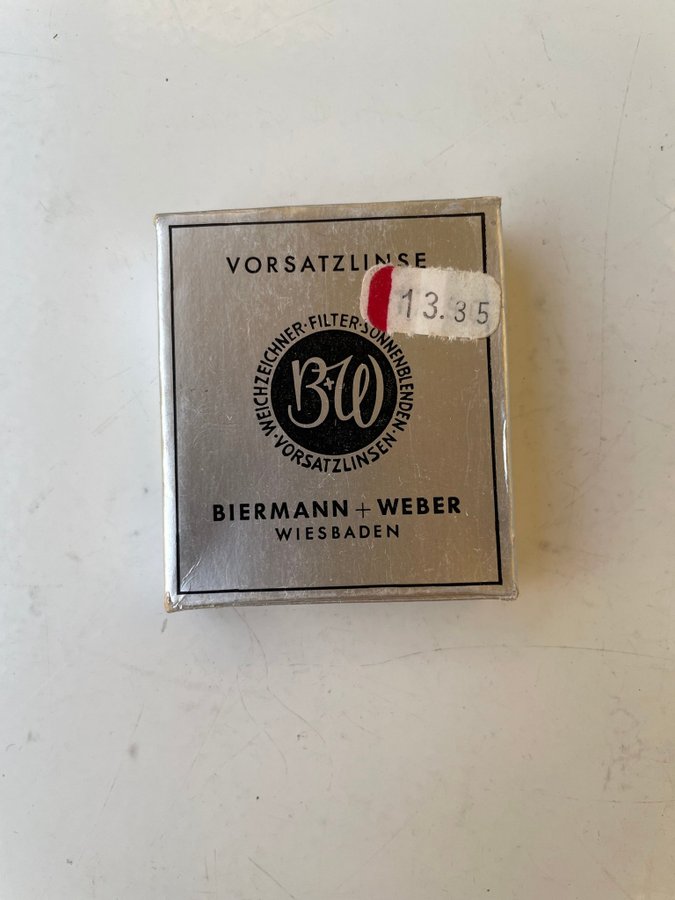 VORSATZLINSE
13.35
WEICHZEICHNER·FILTER·SONNENBLENDEN·VORSATZLINSEN·
B+W
BIERMANN + WEBER
WIESBADEN